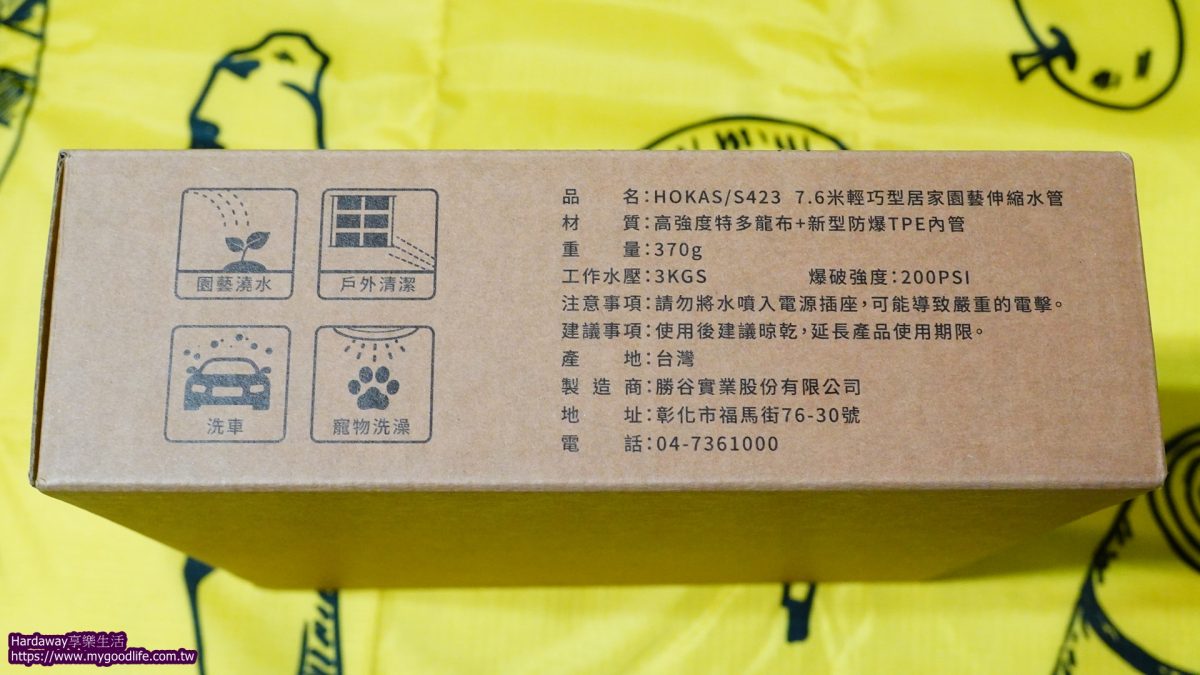 園藝澆水
戶外清潔
洗車
寵物洗澡
品 名:HOKAS/S423 7.6米輕巧型居家園藝伸縮水管
材 質:高強度特多龍布+新型防爆TPE內管
重 量:370g
工作水壓:3KGS 爆破強度:200PSI
注意事項:請勿將水噴入電源插座,可能導致嚴重的電擊。
建議事項:使用後建議晾乾,延長產品使用期限。
產 地:台灣
製 造 商:勝谷實業股份有限公司
地 址:彰化市福馬街76-30號
電 話:04-7361000
Hardaway享樂生活
https://www.mygoodlife.com.tw